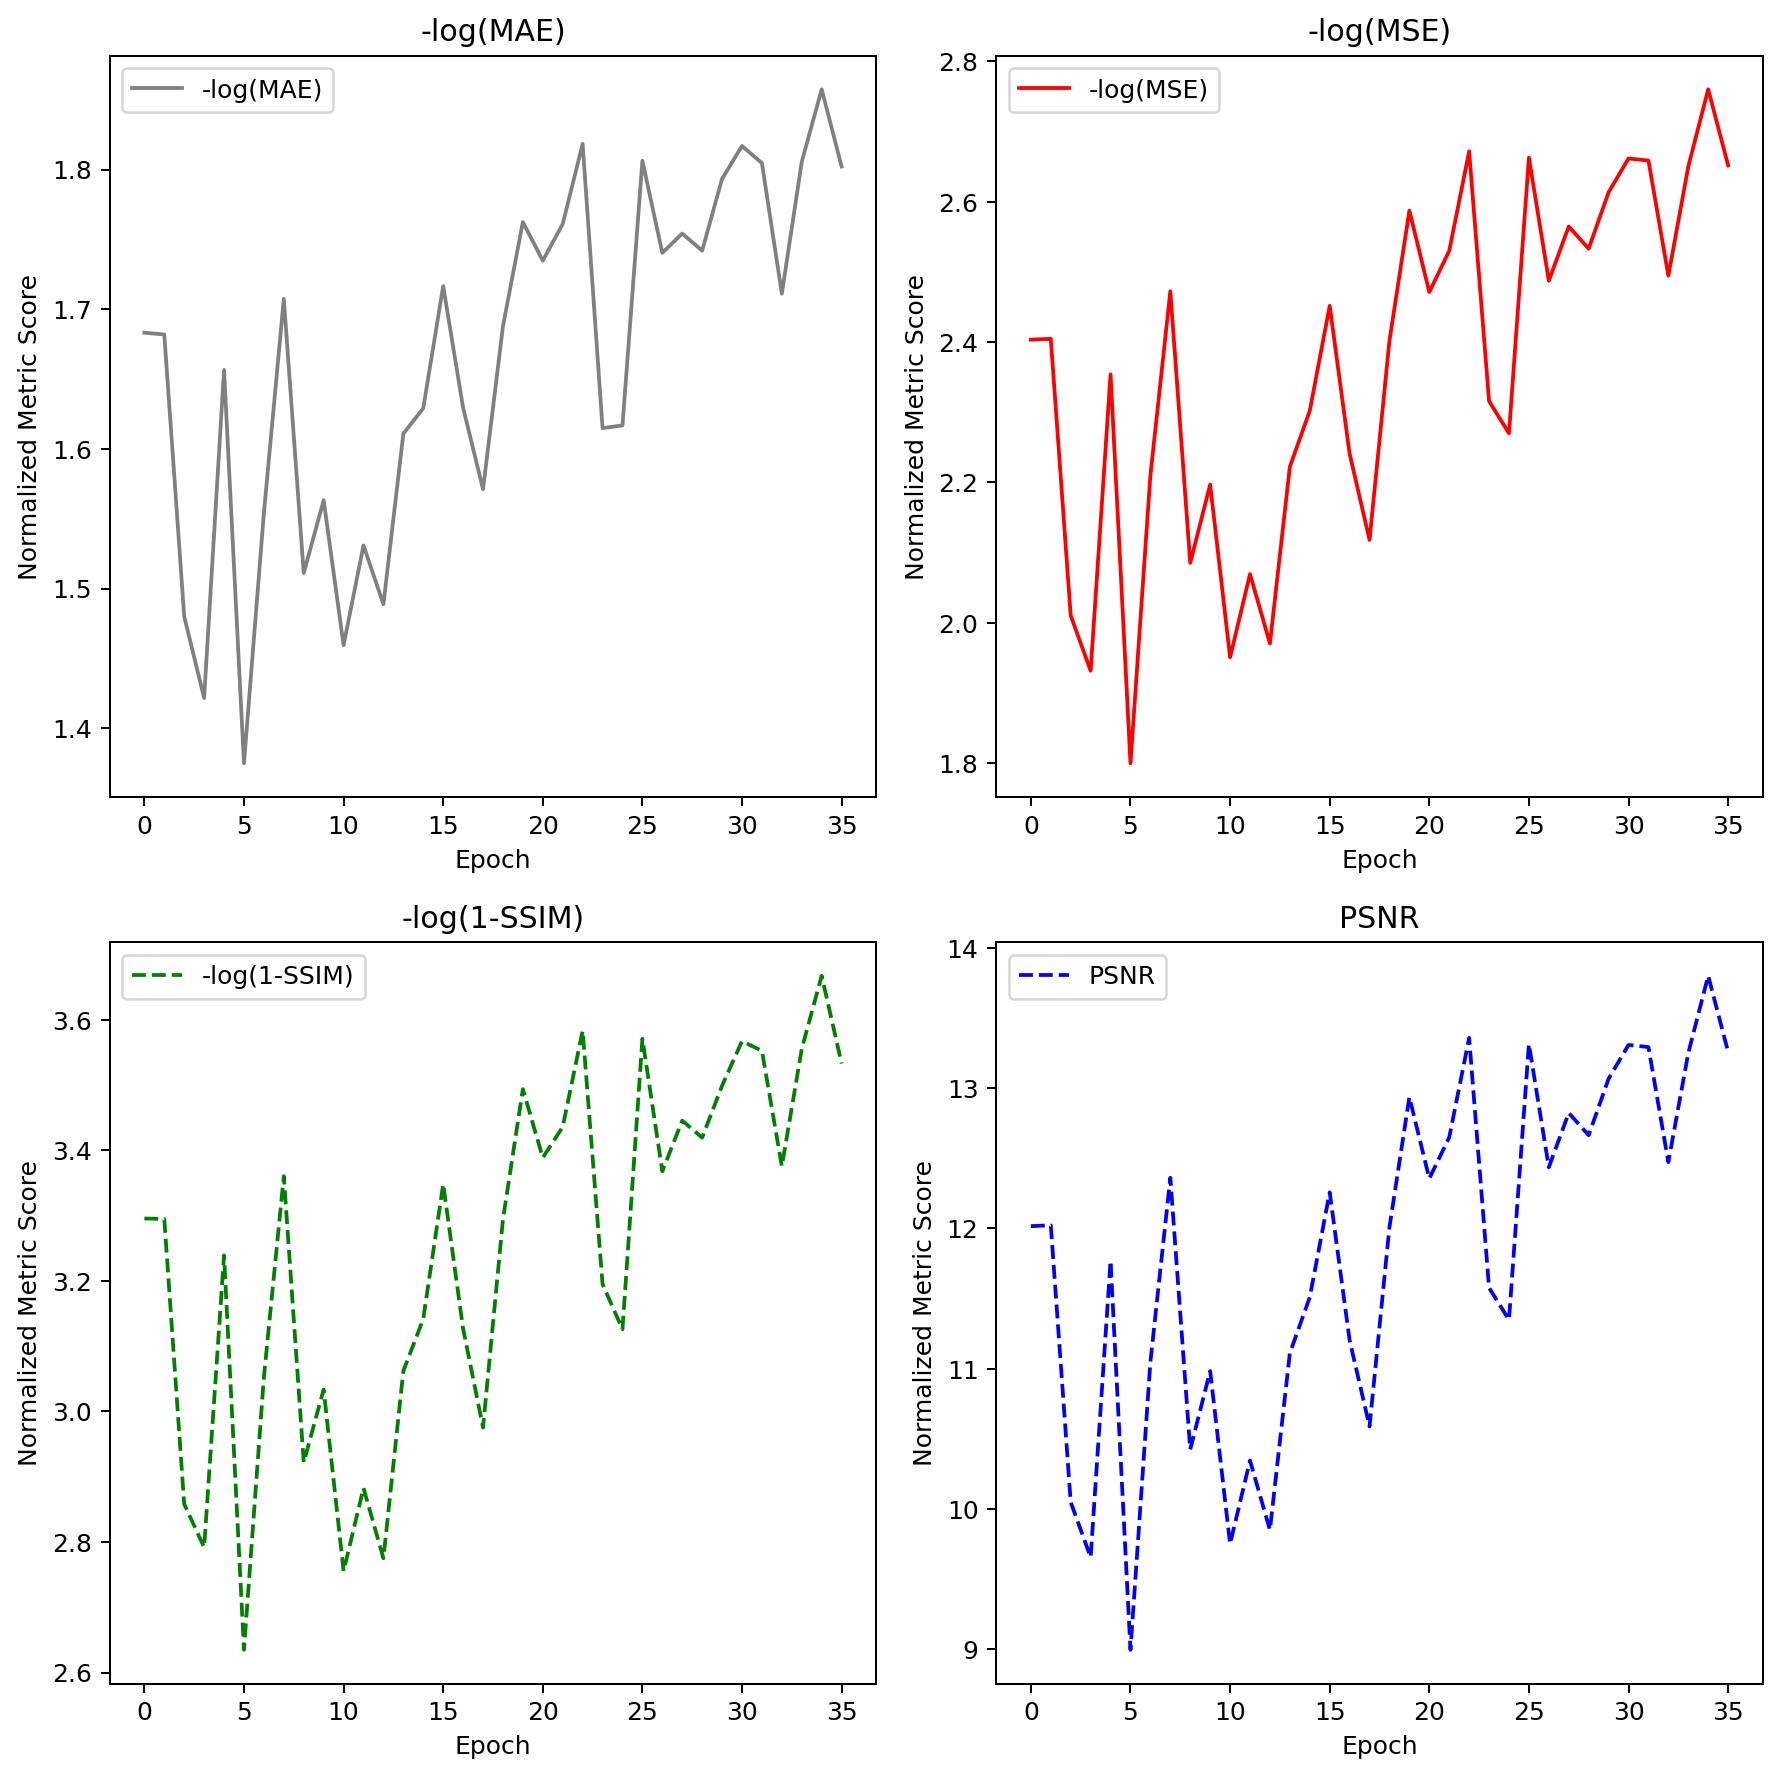 -log(MAE)
-log(MAE)
Normalized Metric Score
1.8
1.7
1.6
1.5
1.4
0 5 10 15 20 25 30 35
Epoch
-log(MSE)
-log(MSE)
Normalized Metric Score
2.8
2.6
2.4
2.2
2.0
1.8
0 5 10 15 20 25 30 35
Epoch
-log(1-SSIM)
-log(1-SSIM)
Normalized Metric Score
3.6
3.4
3.2
3.0
2.8
2.6
0 5 10 15 20 25 30 35
Epoch
PSNR
PSNR
Normalized Metric Score
14
13
12
11
10
9
0 5 10 15 20 25 30 35
Epoch